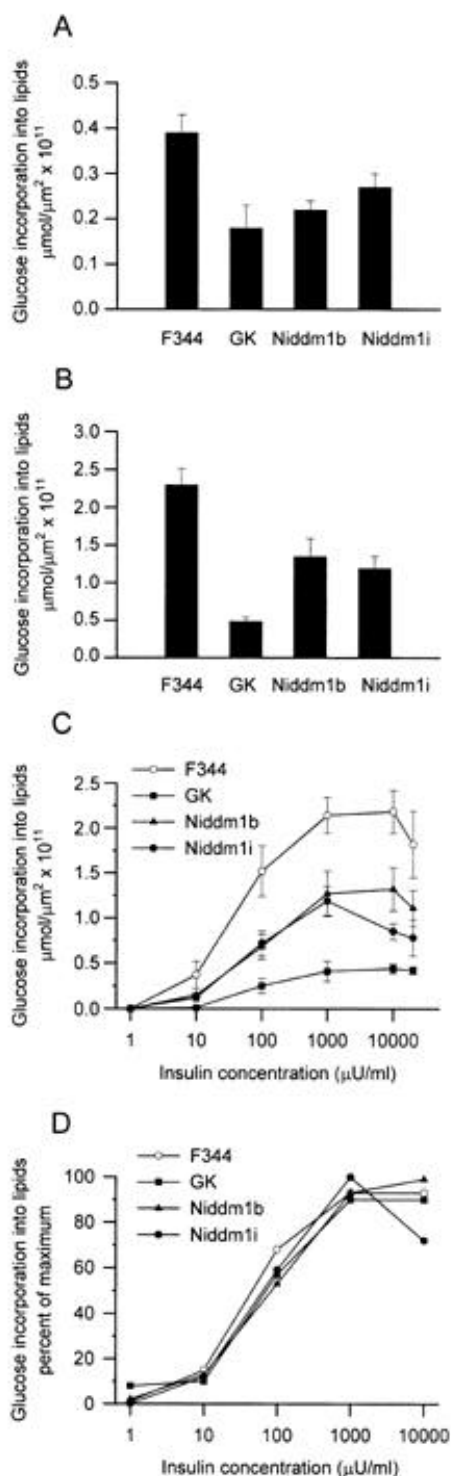 A
Glucose incorporation into lipids
μmol/μm² x 10¹¹
0.5
0.4
0.3
0.2
0.1
0.0
F344 GK Niddm1b Niddm1i
B
Glucose incorporation into lipids
μmol/μm² x 10¹¹
3.0
2.5
2.0
1.5
1.0
0.5
0.0
F344 GK Niddm1b Niddm1i
C
F344
GK
Niddm1b
Niddm1i
Glucose incorporation into lipids
μmol/μm² x 10¹¹
2.5
2.0
1.5
1.0
0.5
0.0
1 10 100 1000 10000
Insulin concentration (μU/ml)
D
F344
GK
Niddm1b
Niddm1i
Glucose incorporation into lipids
percent of maximum
100
80
60
40
20
0
1 10 100 1000 10000
Insulin concentration (μU/ml)